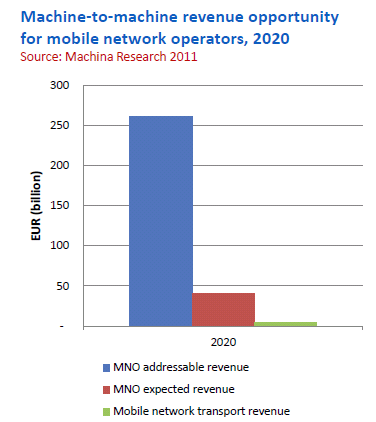 Machine-to-machine revenue opportunity
for mobile network operators, 2020
Source: Machina Research 2011
300
250
200
150
100
50
-
EUR (billion)
2020
MNO addressable revenue
MNO expected revenue
Mobile network transport revenue